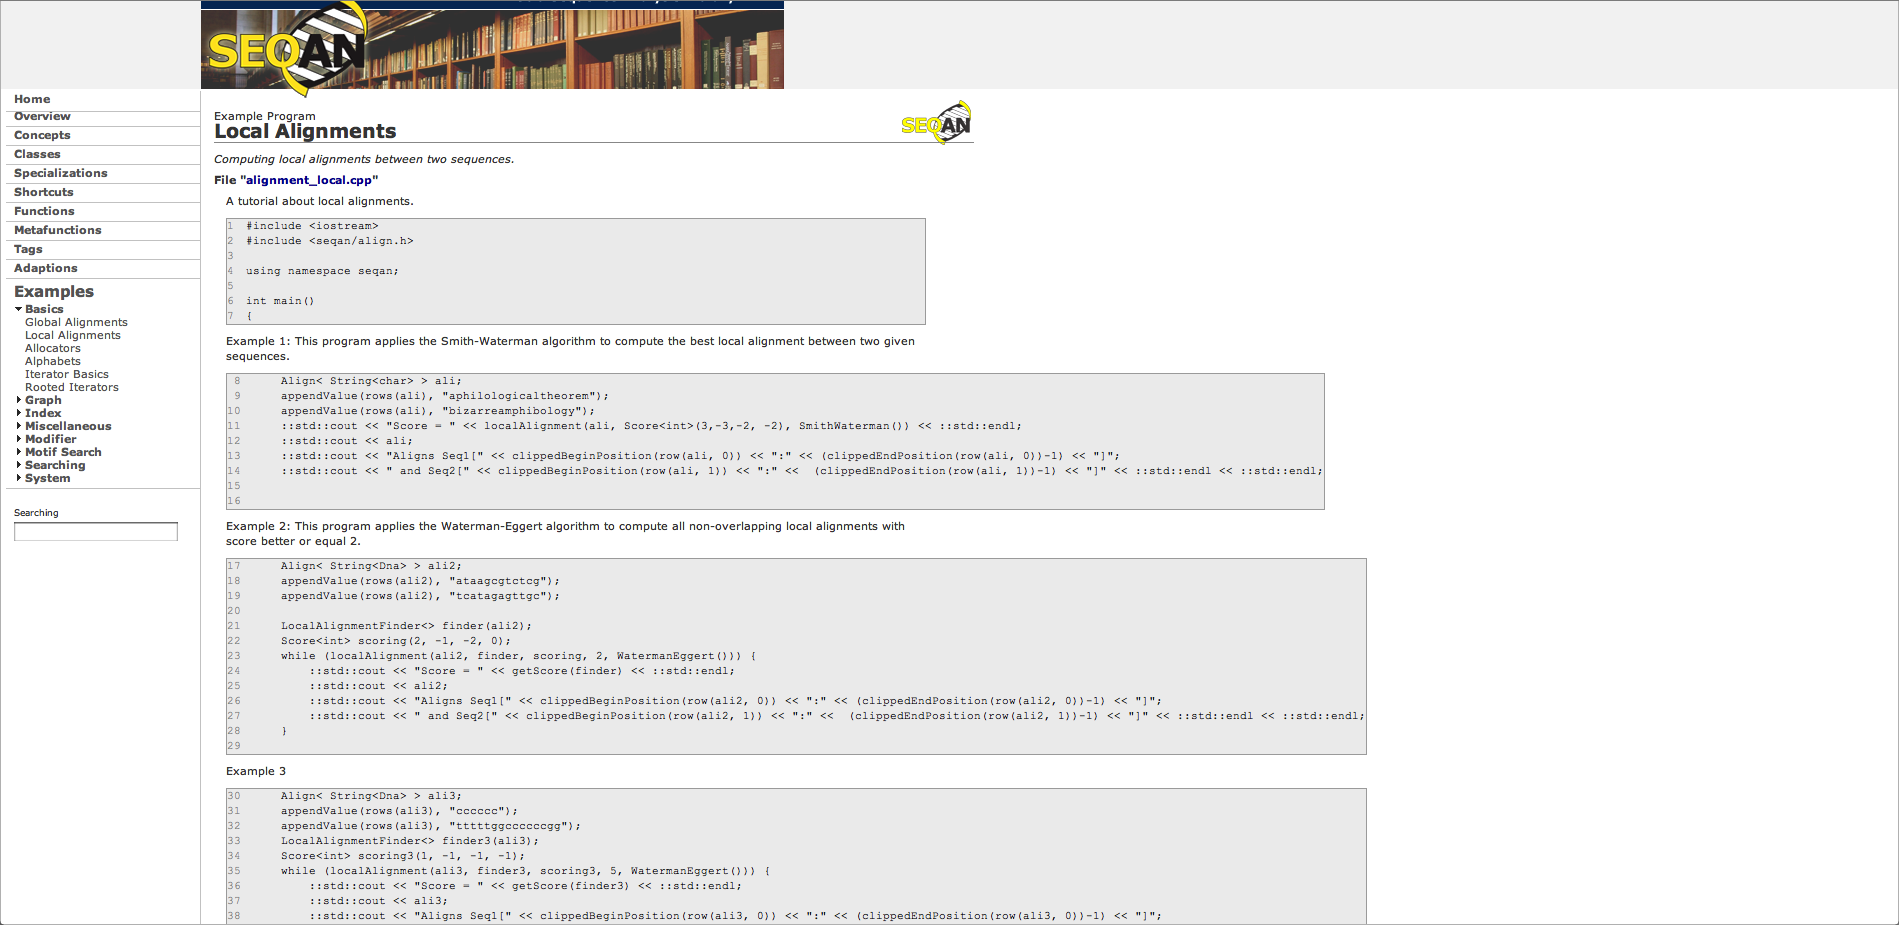 SEQAN
Home
Overview
Concepts
Classes
Specializations
Shortcuts
Functions
Metafunctions
Tags
Adaptions
Examples
Basics
Global Alignments
Local Alignments
Allocators
Alphabets
Iterator Basics
Rooted Iterators
Graph
Index
Miscellaneous
Modifier
Motif Search
Searching
System
Searching
Example Program
Local Alignments
SEQAN
Computing local alignments between two sequences.
File "alignment_local.cpp"
A tutorial about local alignments.
1 #include <iostream>
2 #include <seqan/align.h>
3
4 using namespace seqan;
5
6 int main()
7 {
Example 1: This program applies the Smith-Waterman algorithm to compute the best local alignment between two given
sequences.
8 Align< String<char> > ali;
9 appendValue(rows(ali), "aphilologicaltheorem");
10 appendValue(rows(ali), "bizarreamphibology");
11 ::std::cout << "Score = " << localAlignment(ali, Score<int>(3,-3,-2, -2), SmithWaterman()) << ::std::endl;
12 ::std::cout << ali;
13 ::std::cout << "Aligns Seq1[" << clippedBeginPosition(row(ali, 0)) << ":" << (clippedEndPosition(row(ali, 0))-1) << "]";
14 ::std::cout << " and Seq2[" << clippedBeginPosition(row(ali, 1)) << ":" << (clippedEndPosition(row(ali, 1))-1) << "]" << ::std::endl << ::std::endl;
15
16
Example 2: This program applies the Waterman-Eggert algorithm to compute all non-overlapping local alignments with
score better or equal 2.
17 Align< String<Dna> > ali2;
18 appendValue(rows(ali2), "ataagcgtctcg");
19 appendValue(rows(ali2), "tcatagagttgc");
20
21 LocalAlignmentFinder<> finder(ali2);
22 Score<int> scoring(2, -1, -2, 0);
23 while (localAlignment(ali2, finder, scoring, 2, WatermanEggert())) {
24 ::std::cout << "Score = " << getScore(finder) << ::std::endl;
25 ::std::cout << ali2;
26 ::std::cout << "Aligns Seq1[" << clippedBeginPosition(row(ali2, 0)) << ":" << (clippedEndPosition(row(ali2, 0))-1) << "]";
27 ::std::cout << " and Seq2[" << clippedBeginPosition(row(ali2, 1)) << ":" << (clippedEndPosition(row(ali2, 1))-1) << "]" << ::std::endl << ::std::endl;
28 }
29
Example 3
30 Align< String<Dna> > ali3;
31 appendValue(rows(ali3), "cccccc");
32 appendValue(rows(ali3), "tttttggccccccgg");
33 LocalAlignmentFinder<> finder3(ali3);
34 Score<int> scoring3(1, -1, -1, -1);
35 while (localAlignment(ali3, finder3, scoring3, 5, WatermanEggert())) {
36 ::std::cout << "Score = " << getScore(finder3) << ::std::endl;
37 ::std::cout << ali3;
38 ::std::cout << "Aligns Seq1[" << clippedBeginPosition(row(ali3, 0)) << ":" << (clippedEndPosition(row(ali3, 0))-1) << "]";